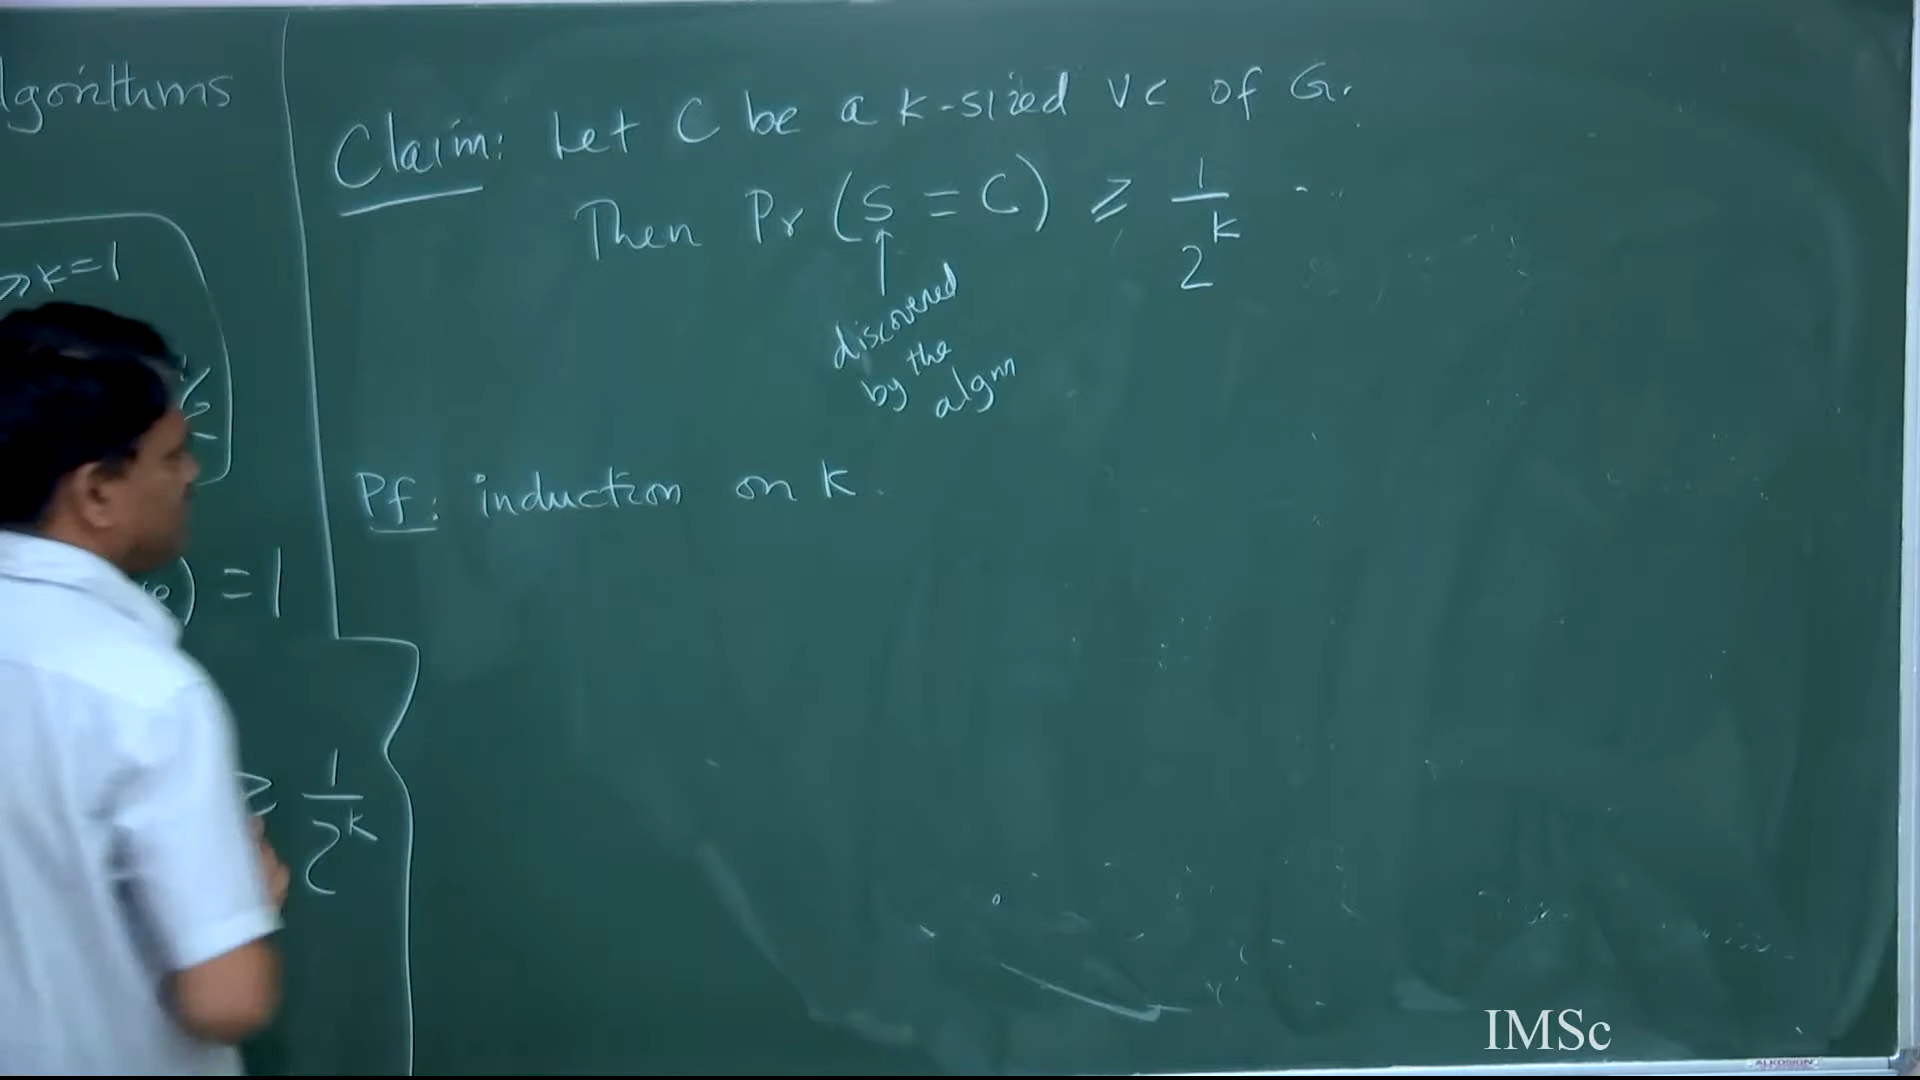 lgorithms
k=1
) = 1
≥ 1/2^k
Claim: Let C be a k-sized VC of G.
Then Pr (S = C) ≥ 1/2^k
discovered
by the
algm
Pf: induction on k.
IMSc